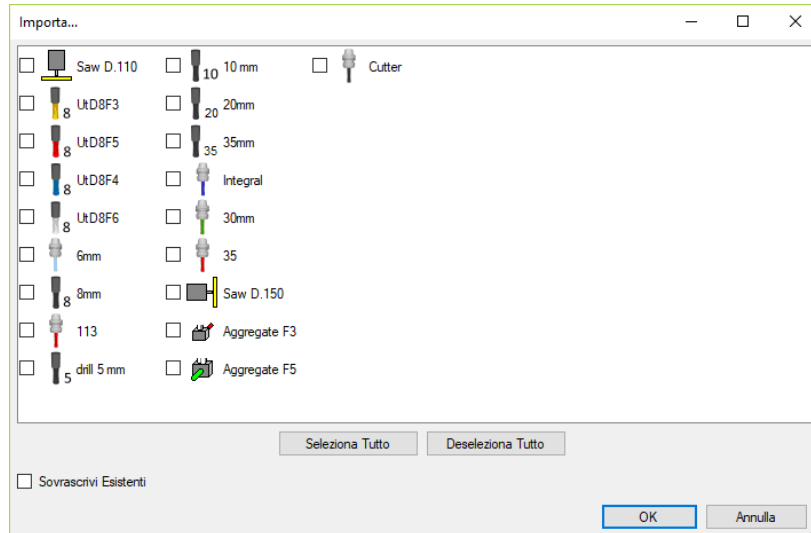 Importa...
Saw D.110
8 UtD8F3
8 UtD8F5
8 UtD8F4
8 UtD8F6
6mm
8 8mm
113
5 drill 5 mm
10 10 mm
20 20mm
35 35mm
Integral
30mm
35
Saw D.150
Aggregate F3
Aggregate F5
Cutter
Seleziona Tutto
Deseleziona Tutto
Sovrascrivi Esistenti
OK
Annulla